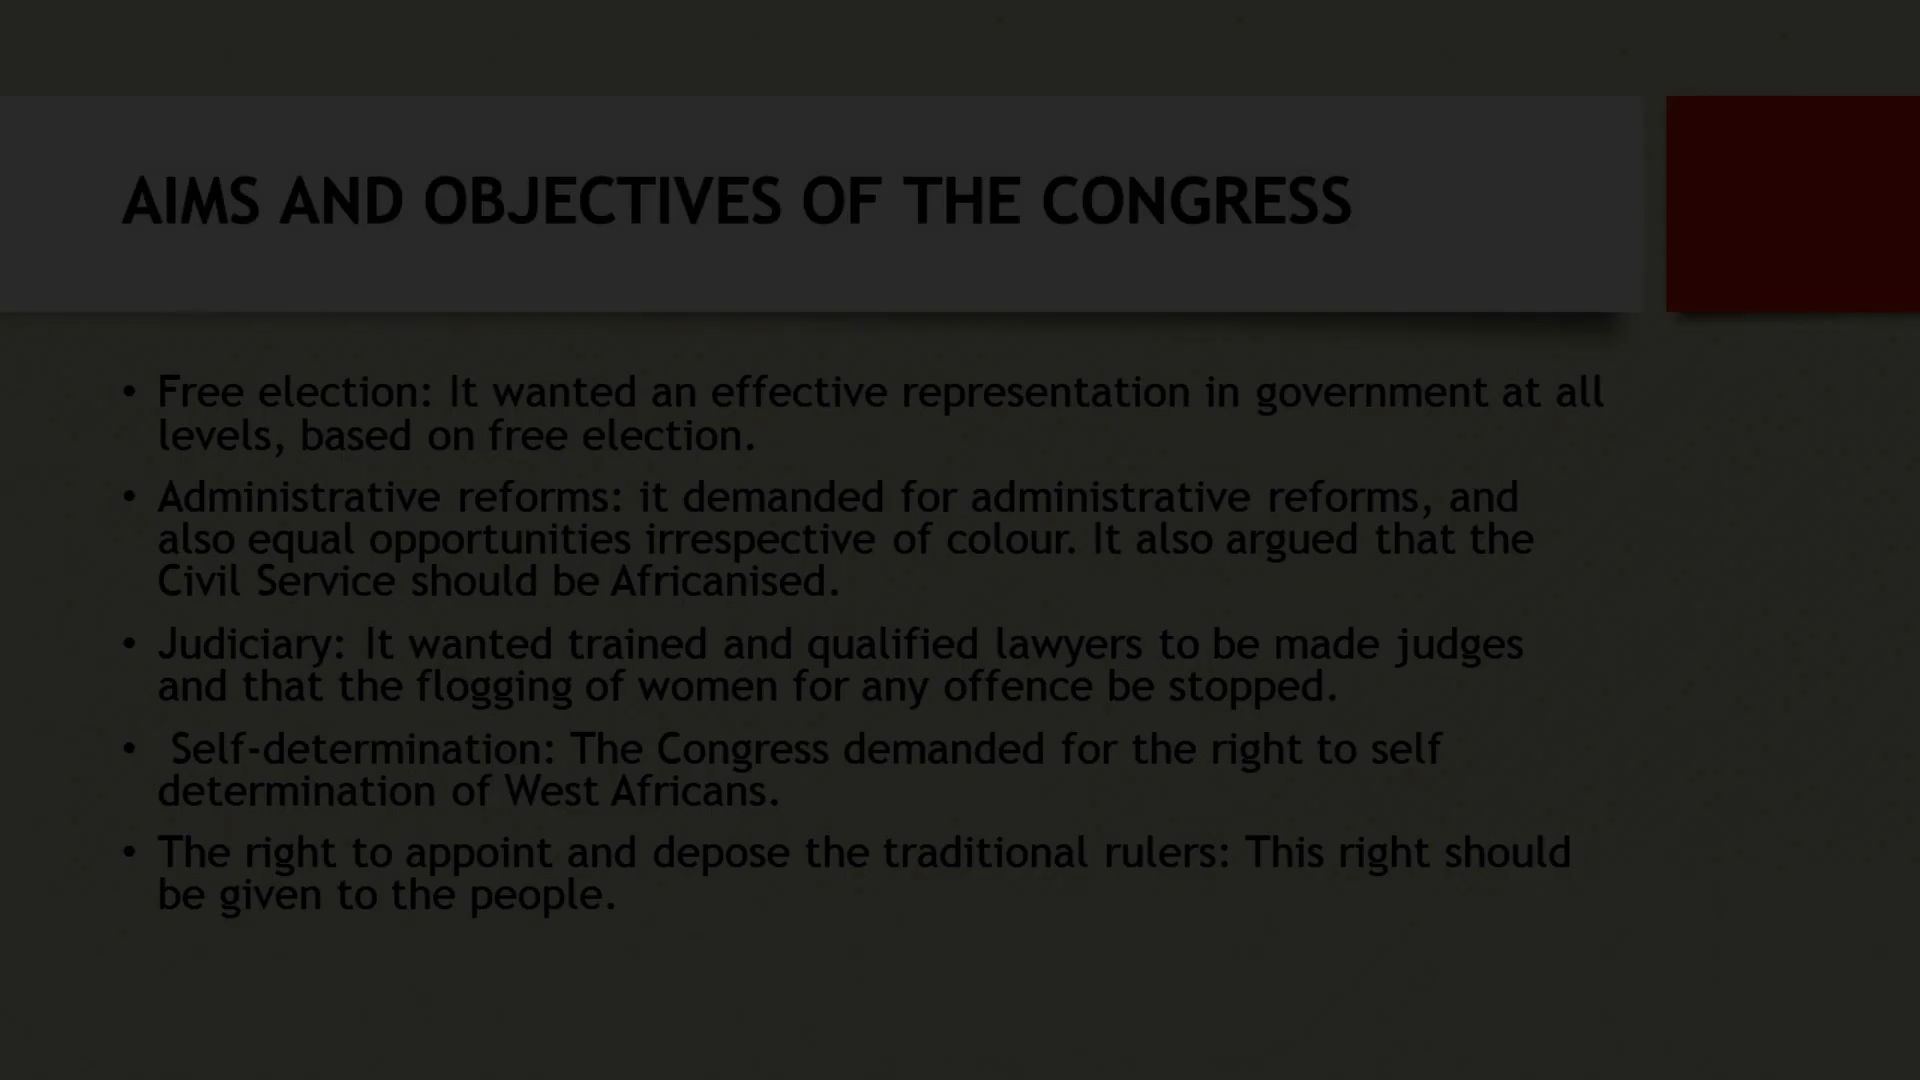 AIMS AND OBJECTIVES OF THE CONGRESS
• Free election: It wanted an effective representation in government at all
levels, based on free election.
• Administrative reforms: it demanded for administrative reforms, and
also equal opportunities irrespective of colour. It also argued that the
Civil Service should be Africanised.
• Judiciary: It wanted trained and qualified lawyers to be made judges
and that the flogging of women for any offence be stopped.
• Self-determination: The Congress demanded for the right to self
determination of West Africans.
• The right to appoint and depose the traditional rulers: This right should
be given to the people.